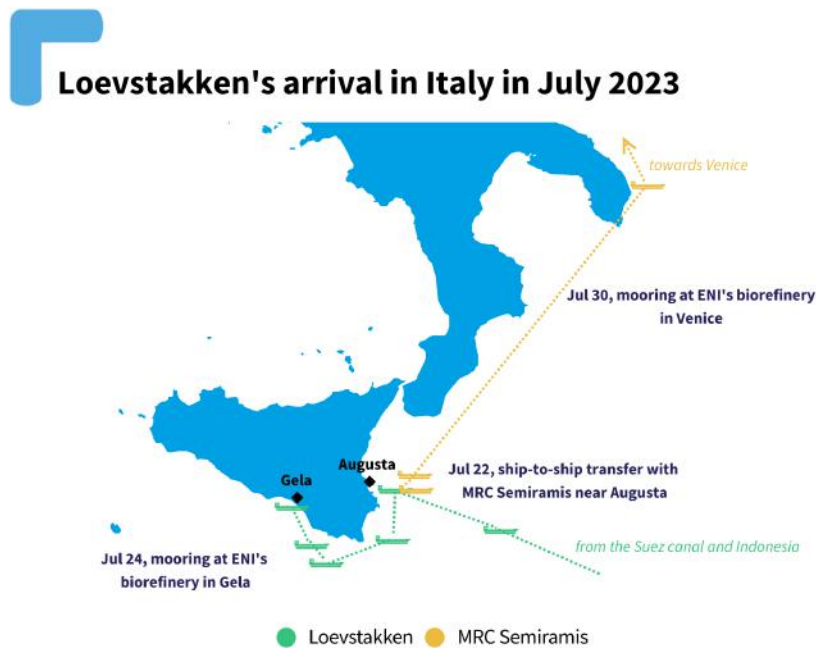 Loevstakken's arrival in Italy in July 2023
towards Venice
Jul 30, mooring at ENI's biorefinery
in Venice
Augusta
Gela
Jul 22, ship-to-ship transfer with
MRC Semiramis near Augusta
from the Suez canal and Indonesia
Jul 24, mooring at ENI's
biorefinery in Gela
Loevstakken
MRC Semiramis